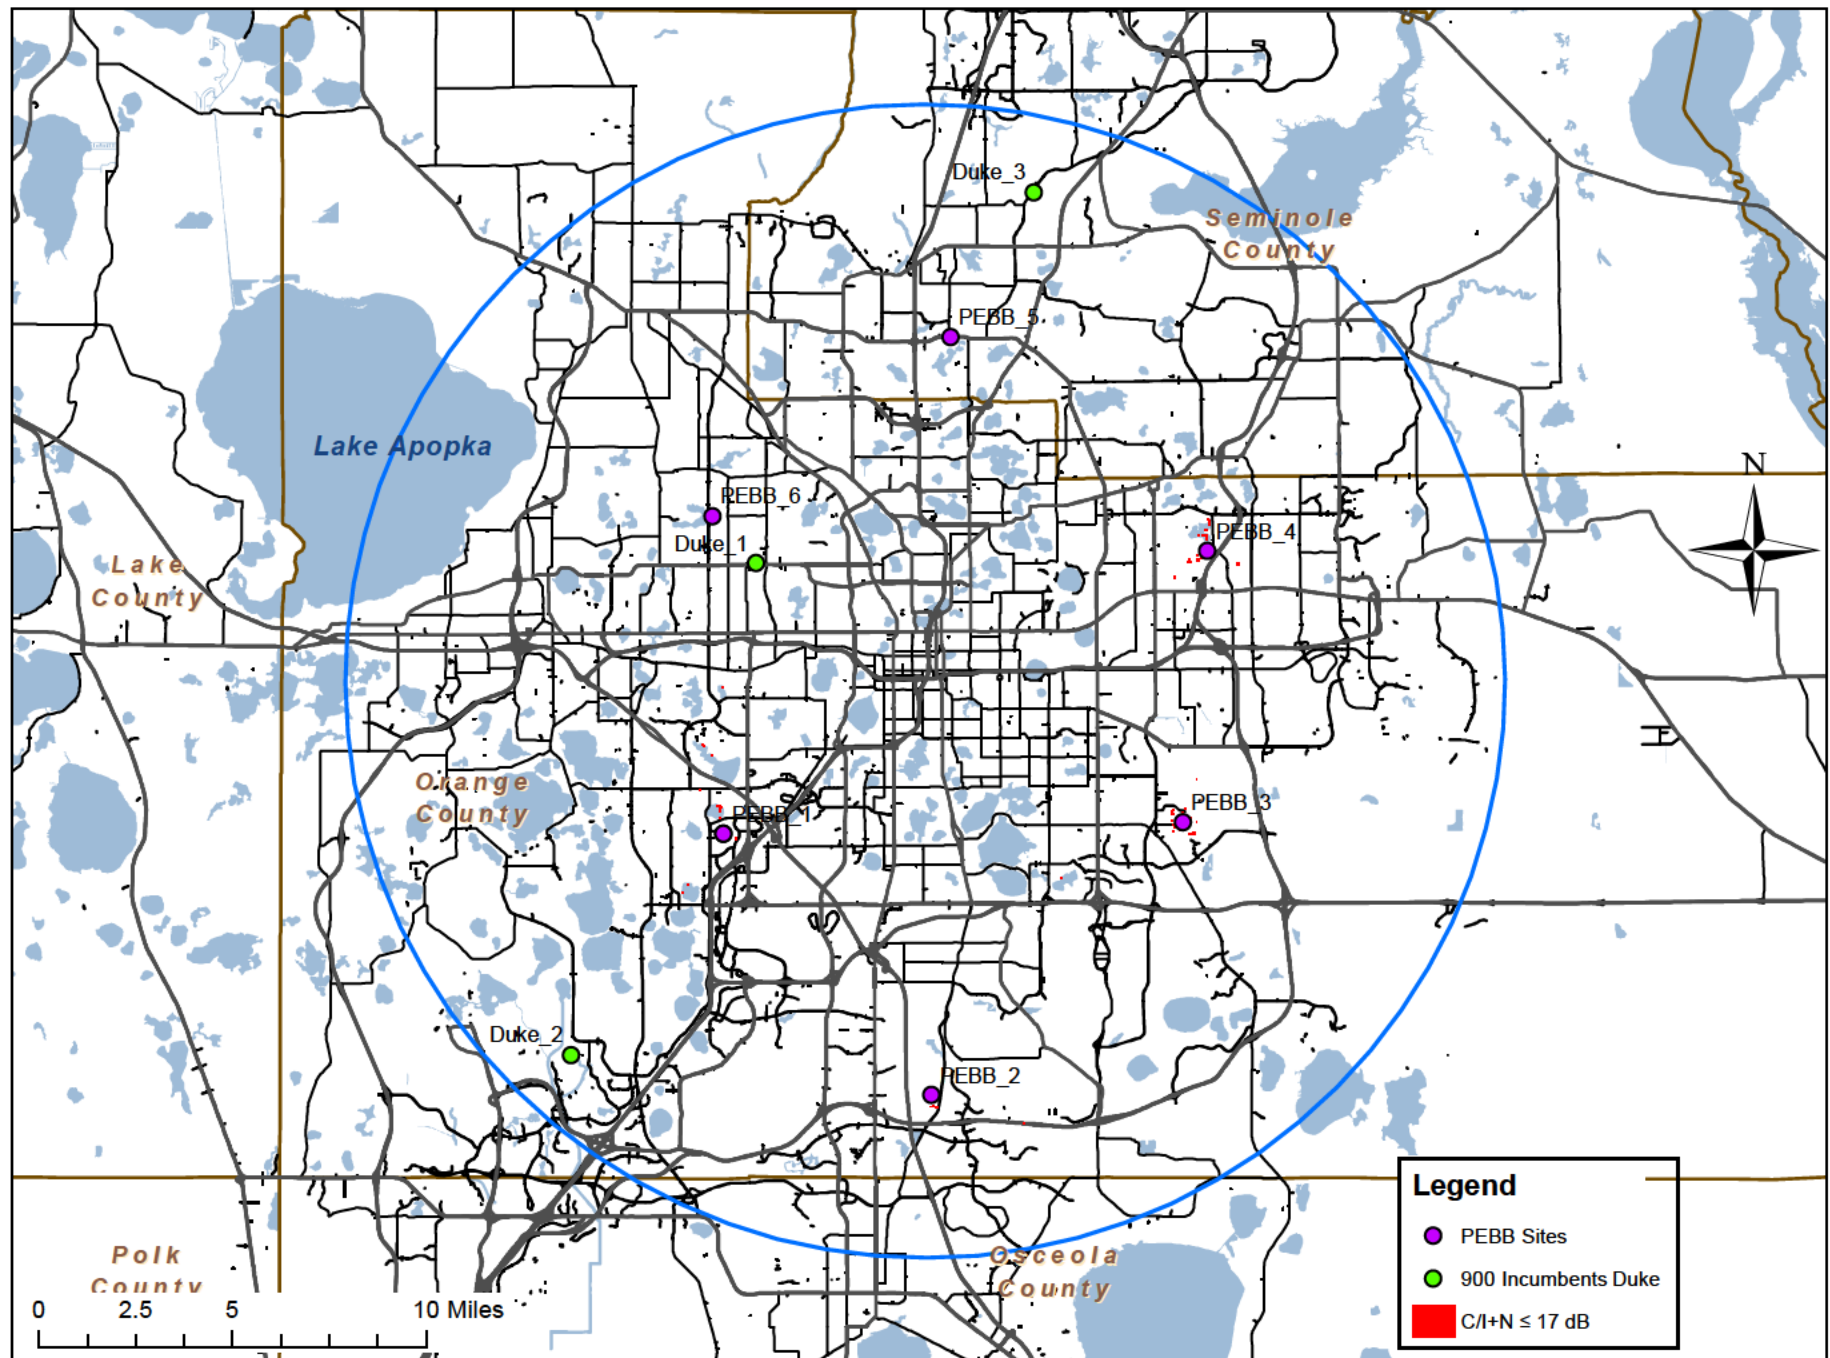 Duke_3
Seminole
County
PEBB_5
Lake Apopka
N
PEBB_6
PEBB_4
Duke_1
Lake
County
Orange
County
PEBB_1
PEBB_3
Duke_2
PEBB_2
Legend
PEBB Sites
900 Incumbents Duke
C/I+N ≤ 17 dB
Polk
County
Osceola
County
0 2.5 5 10 Miles